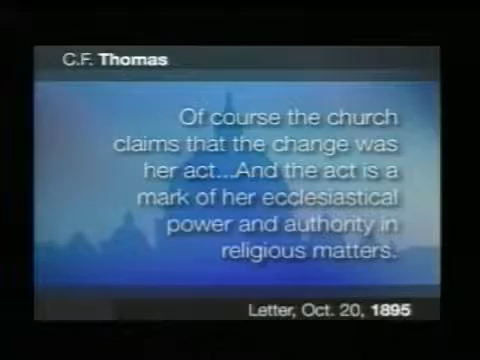 C.F. Thomas
Of course the church
claims that the change was
her act...And the act is a
mark of her ecclesiastical
power and authority in
religious matters.
Letter, Oct. 20, 1895